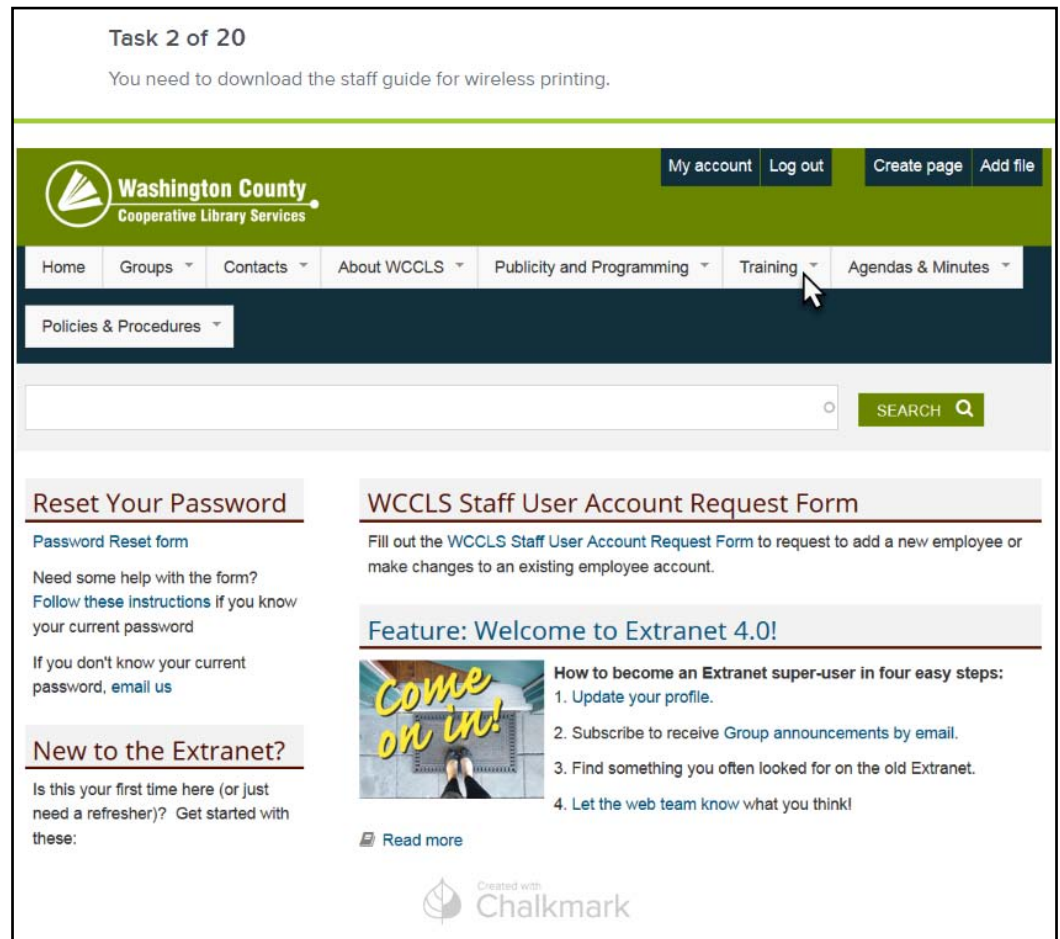 Task 2 of 20
You need to download the staff guide for wireless printing.
My account Log out Create page Add file
Washington County
Cooperative Library Services
Home Groups Contacts About WCCLS Publicity and Programming Training Agendas & Minutes
Policies & Procedures
SEARCH
Reset Your Password
Password Reset form
Need some help with the form?
Follow these instructions if you know
your current password
If you don't know your current
password, email us
New to the Extranet?
Is this your first time here (or just
need a refresher)? Get started with
these:
WCCLS Staff User Account Request Form
Fill out the WCCLS Staff User Account Request Form to request to add a new employee or
make changes to an existing employee account.
Feature: Welcome to Extranet 4.0!
Come
on in!
How to become an Extranet super-user in four easy steps:
1. Update your profile.
2. Subscribe to receive Group announcements by email.
3. Find something you often looked for on the old Extranet.
4. Let the web team know what you think!
Read more
Created with
Chalkmark